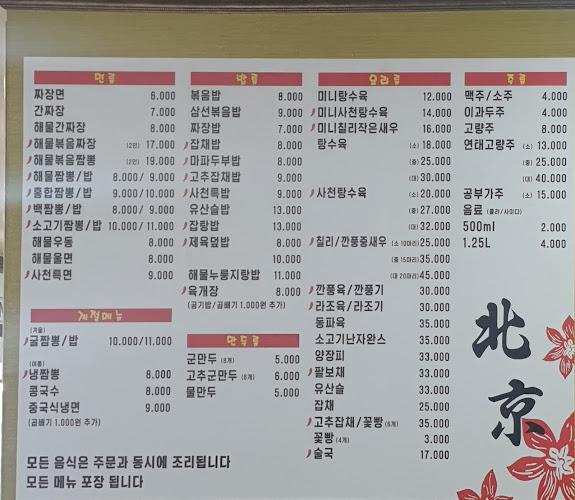 면류
짜장면 6.000
간짜장 7.000
해물간짜장 8.000
해물볶음짜장 (2인) 17.000
해물볶음짬뽕 (2인) 19.000
해물짬뽕/밥 8.000/ 9.000
홍합짬뽕/밥 9.000/10.000
백짬뽕/밥 8.000/ 9.000
소고기짬뽕/밥 10.000/ 11.000
해물우동 8.000
해물울면 8.000
사천특면 9.000
계절메뉴
(겨울)
굴짬뽕/밥 10.000/11.000
(여름)
냉짬뽕 8.000
콩국수 8.000
중국식냉면 9.000
(곱배기 1.000원 추가)
모든 음식은 주문과 동시에 조리됩니다
모든 메뉴 포장 됩니다
밥류
볶음밥 8.000
삼선볶음밥 9.000
짜장밥 7.000
잡채밥 8.000
마파두부밥 8.000
고추잡채밥 9.000
사천특밥 9.000
유산슬밥 13.000
잡탕밥 13.000
제육덮밥 8.000
해물누룽지탕밥 11.000
육개장 8.000
(공기밥/곱배기 1.000원 추가)
만두류
군만두 (8개) 5.000
고추군만두 (8개) 6.000
물만두 5.000
요리류
미니탕수육 12.000
미니사천탕수육 14.000
미니칠리작은새우 16.000
탕수육 (소) 18.000
(중) 25.000
(대) 30.000
사천탕수육 (소) 20.000
(중) 27.000
(대) 32.000
칠리/깐풍중새우 (소 10마리) 25.000
(중 15마리) 35.000
(대 20마리) 45.000
깐풍육/깐풍기 30.000
라조육/라조기 30.000
동파육 35.000
소고기난자완스 35.000
양장피 33.000
팔보채 33.000
유산슬 33.000
잡채 25.000
고추잡채/꽃빵 (6개) 35.000
꽃빵 (4개) 3.000
술국 17.000
주류
맥주/소주 4.000
이과두주 4.000
고량주 8.000
연태고량주 (소) 13.000
(중) 25.000
(대) 40.000
공부가주 (소) 15.000
음료 (콜라/사이다)
500ml 2.000
1.25L 4.000
北京